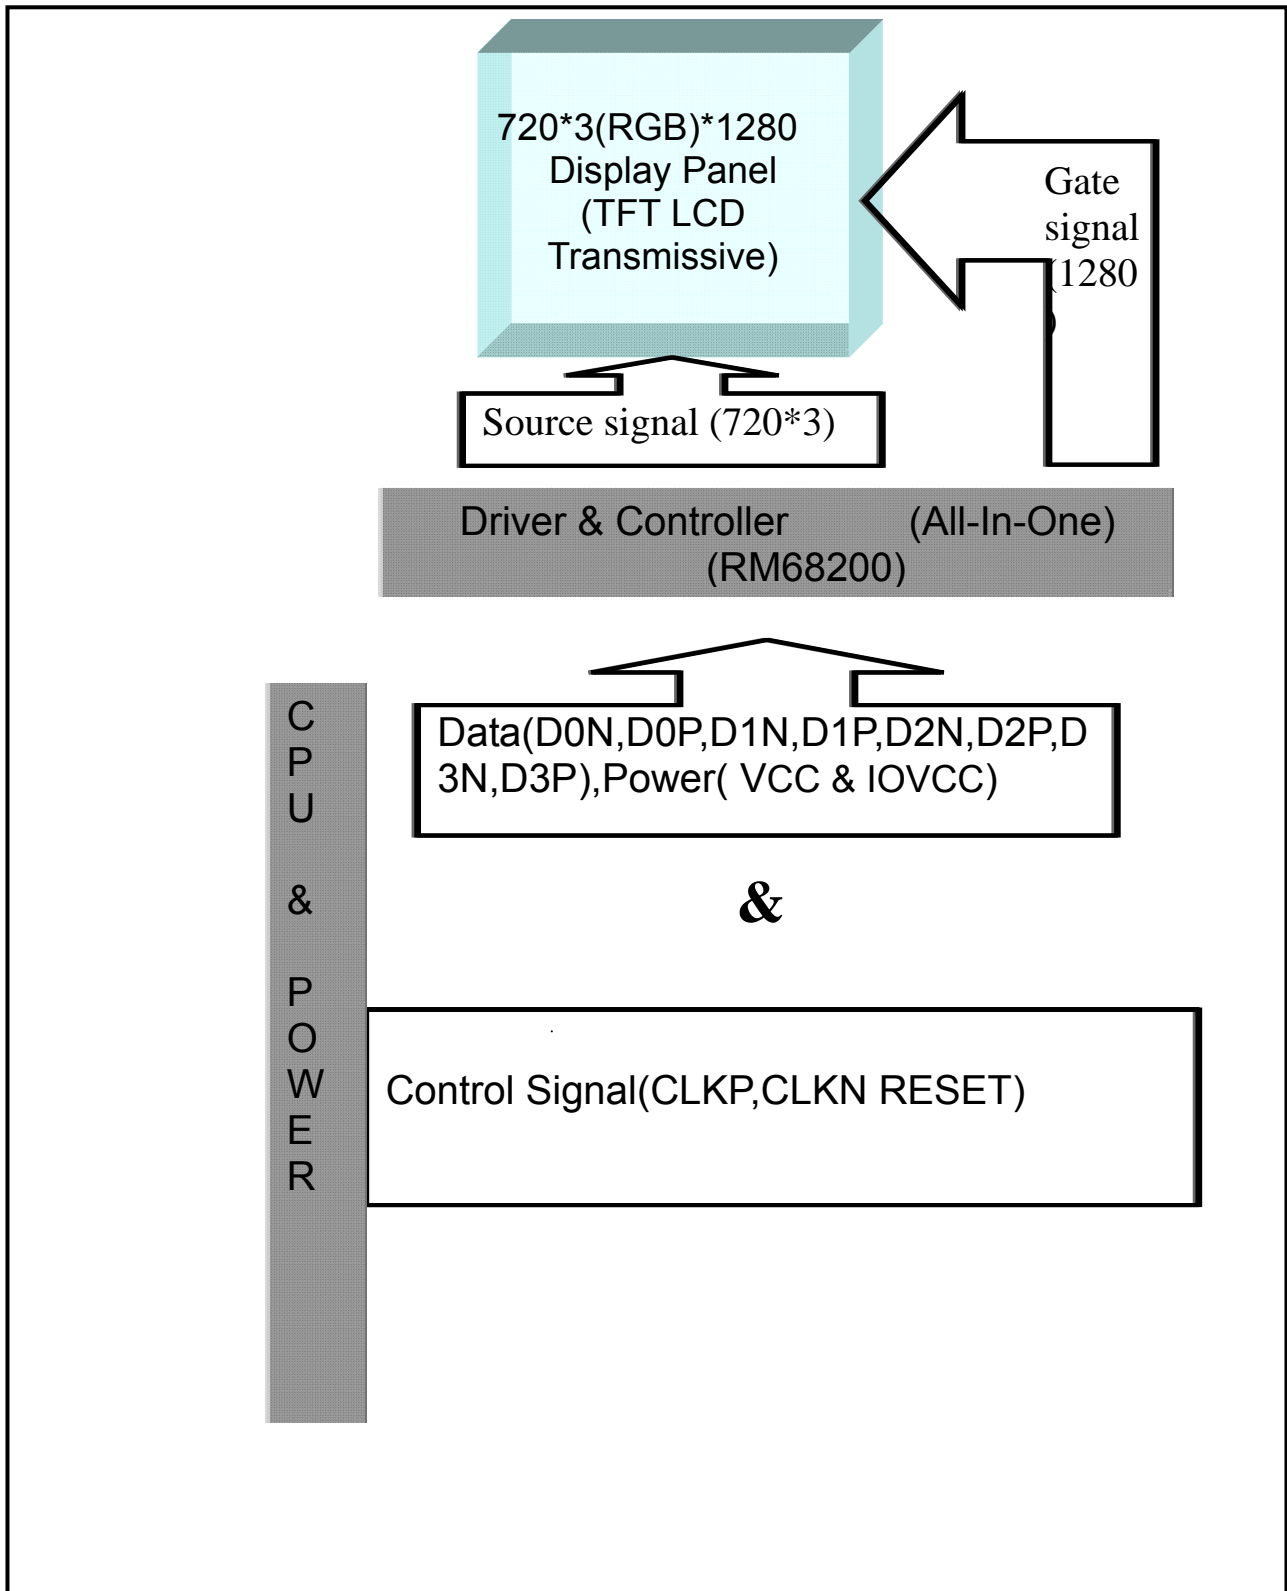 720*3(RGB)*1280
Display Panel
(TFT LCD
Transmissive)
Gate
signal
(1280
)
Source signal (720*3)
Driver & Controller (All-In-One)
(RM68200)
C
P
U
&
P
O
W
E
R
Data(D0N,D0P,D1N,D1P,D2N,D2P,D
3N,D3P),Power( VCC & IOVCC)
&
Control Signal(CLKP,CLKN RESET)